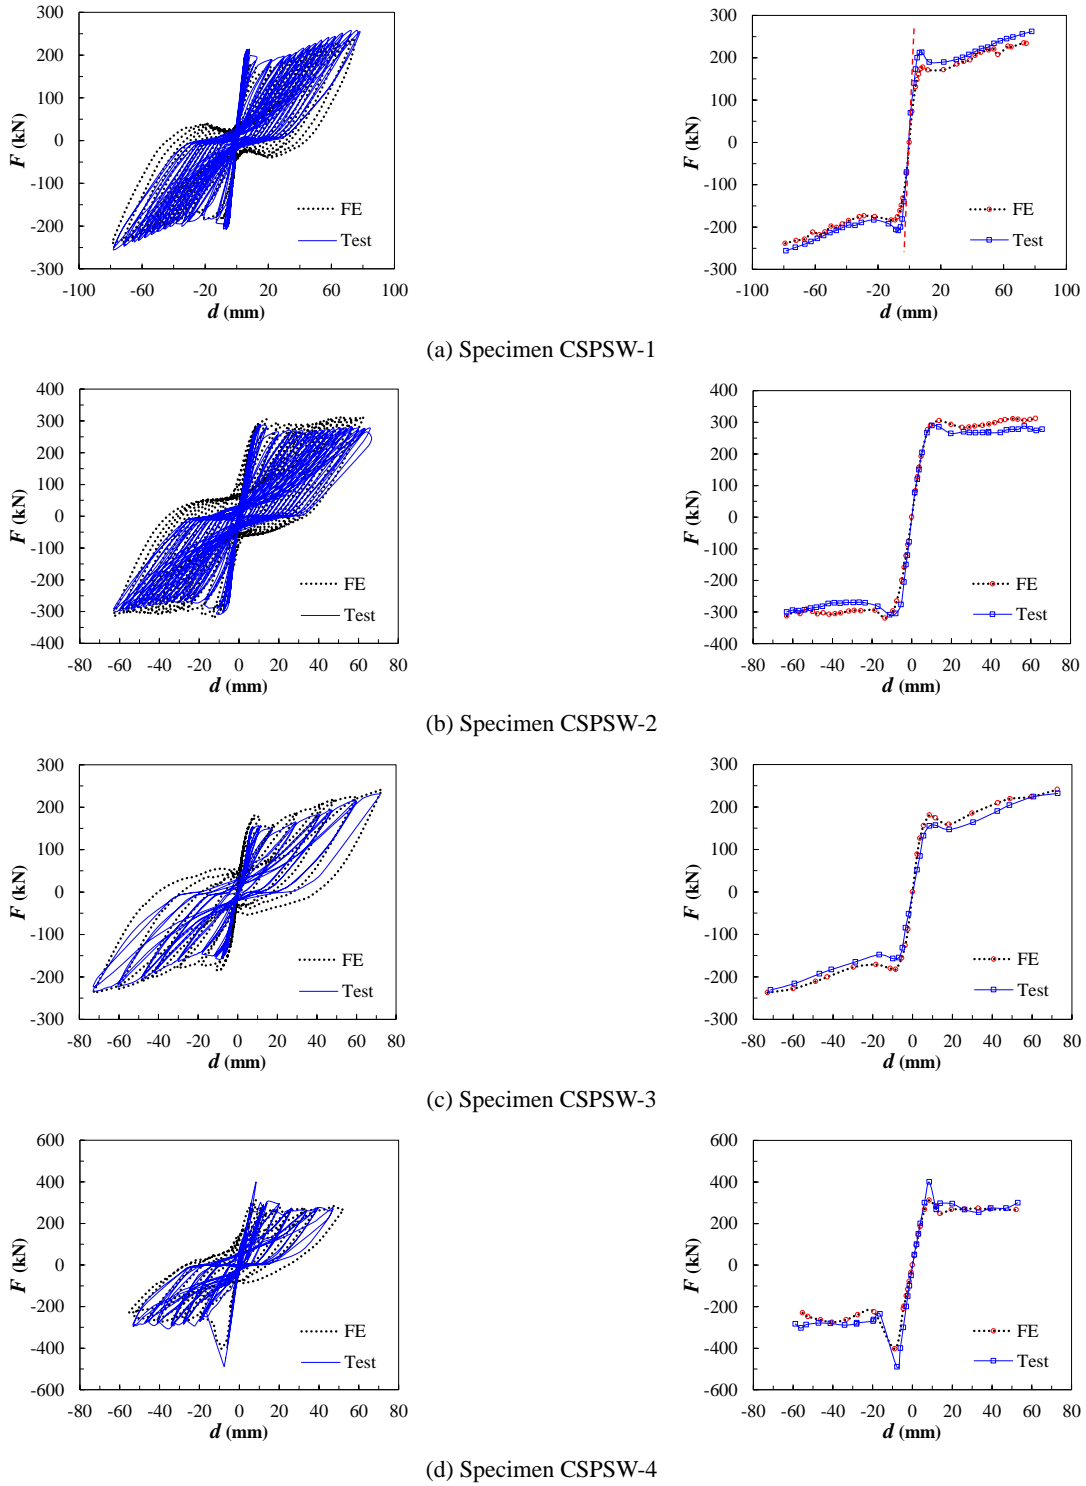 300
200
100
0
-100
-200
-300
F (kN)
-100 -60 -20 20 60 100
d (mm)
FE
Test
300
200
100
0
-100
-200
-300
F (kN)
-100 -60 -20 20 60 100
d (mm)
FE
Test
(a) Specimen CSPSW-1
400
300
200
100
0
-100
-200
-300
-400
F (kN)
-80 -60 -40 -20 0 20 40 60 80
d (mm)
FE
Test
400
300
200
100
0
-100
-200
-300
-400
F (kN)
-80 -60 -40 -20 0 20 40 60 80
d (mm)
FE
Test
(b) Specimen CSPSW-2
300
200
100
0
-100
-200
-300
F (kN)
-80 -60 -40 -20 0 20 40 60 80
d (mm)
FE
Test
300
200
100
0
-100
-200
-300
F (kN)
-80 -60 -40 -20 0 20 40 60 80
d (mm)
FE
Test
(c) Specimen CSPSW-3
600
400
200
0
-200
-400
-600
F (kN)
-80 -60 -40 -20 0 20 40 60 80
d (mm)
FE
Test
600
400
200
0
-200
-400
-600
F (kN)
-80 -60 -40 -20 0 20 40 60 80
d (mm)
FE
Test
(d) Specimen CSPSW-4